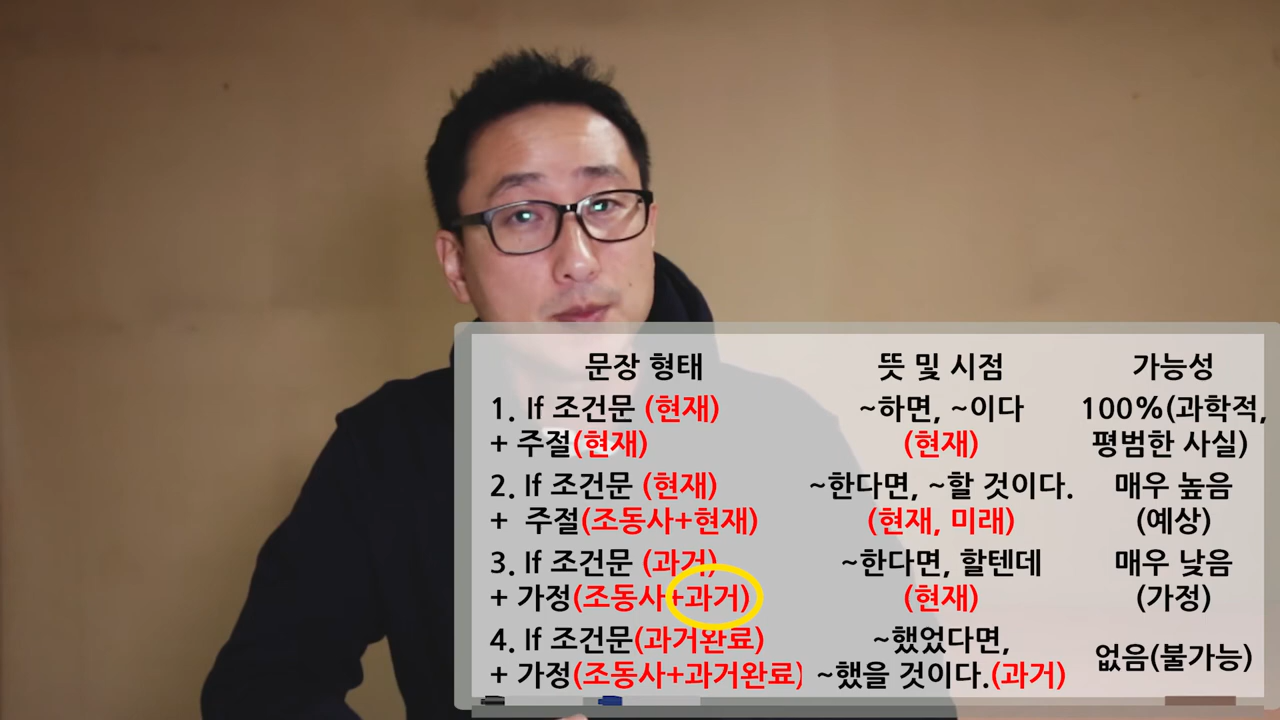 문장 형태 뜻 및 시점 가능성
1. If 조건문 (현재) ~하면, ~이다 100%(과학적,
+ 주절(현재) (현재) 평범한 사실)
2. If 조건문 (현재) ~한다면, ~할 것이다. 매우 높음
+ 주절(조동사+현재) (현재, 미래) (예상)
3. If 조건문 (과거) ~한다면, 할텐데 매우 낮음
+ 가정(조동사+과거) (현재) (가정)
4. If 조건문(과거완료) ~했었다면,
없음(불가능)
+ 가정(조동사+과거완료) ~했을 것이다.(과거)